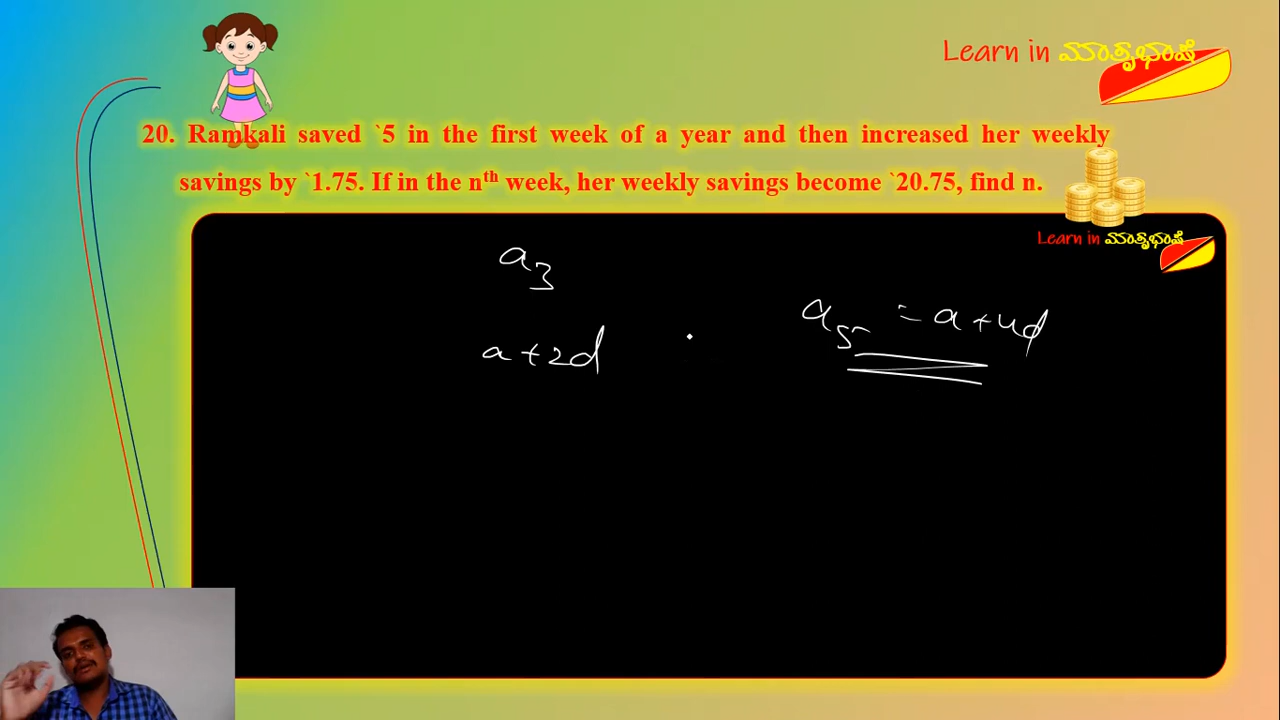 Learn in ಮಾತೃಭಾಷೆ
20. Ramkali saved `5 in the first week of a year and then increased her weekly
savings by `1.75. If in the nth week, her weekly savings become `20.75, find n.
Learn in ಮಾತೃಭಾಷೆ
a3
a5 = a+4d
a+2d